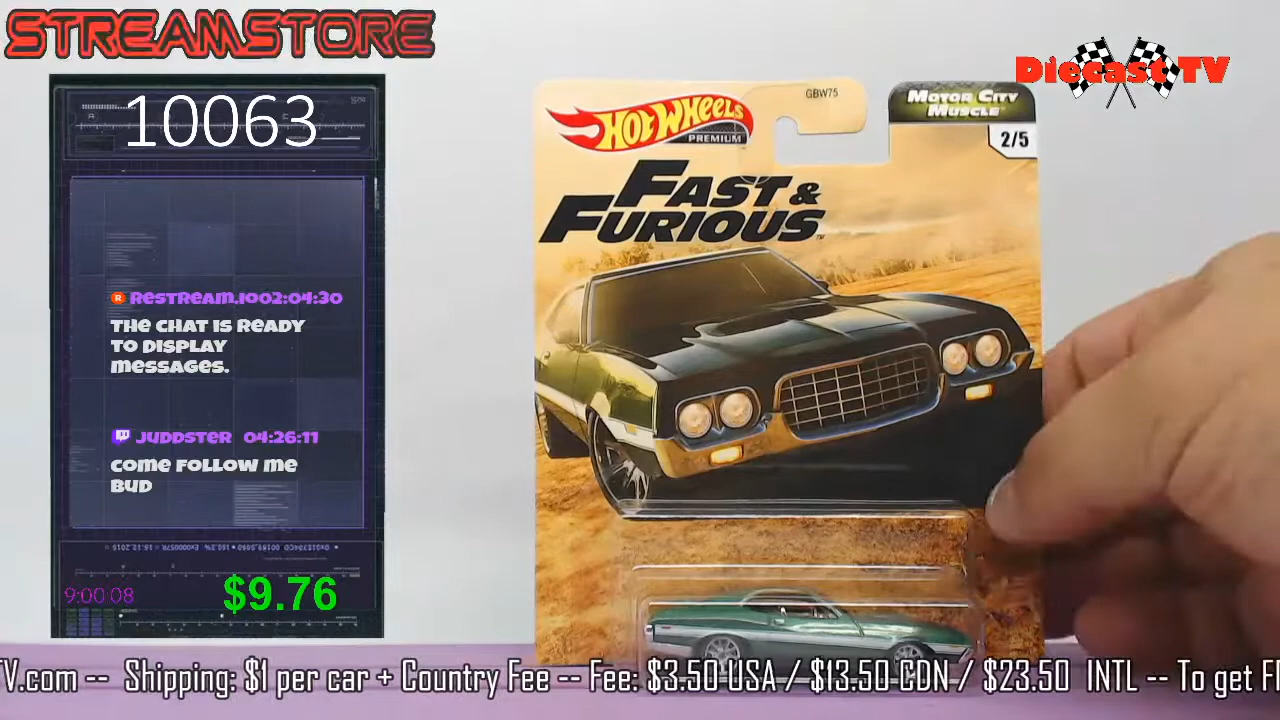 STREAMSTORE
10063
Restream.IO 02:04:30
The chat is ready
to display
messages.
Juddster 04:26:11
Come follow me
bud
9:00:08
$9.76
Diecast TV
GBW75
HOT WHEELS
PREMIUM
MOTOR CITY
MUSCLE
2/5
FAST &
FURIOUS
TV.com -- Shipping: $1 per car + Country Fee -- Fee: $3.50 USA / $13.50 CDN / $23.50 INTL -- To get